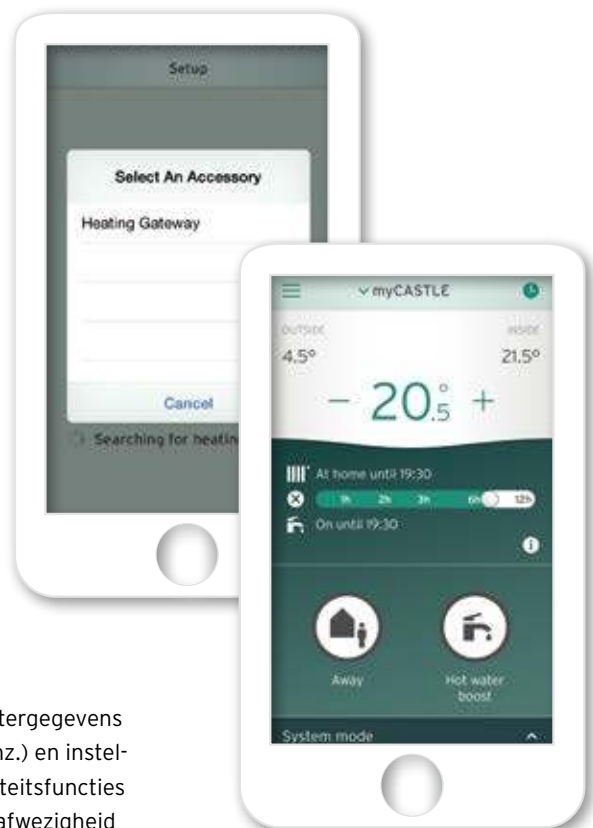 Setup
Select An Accessory
Heating Gateway
Cancel
Searching for heatin
myCASTLE
OUTSIDE
INSIDE
4.5°
21.5°
− 20.5° +
At home until 19:30
1h 2h 3h 6h 12h
On until 19:30
Away
Hot water
boost
System mode
tergegevens
nz.) en instel-
teitsfuncties
afwezigheid